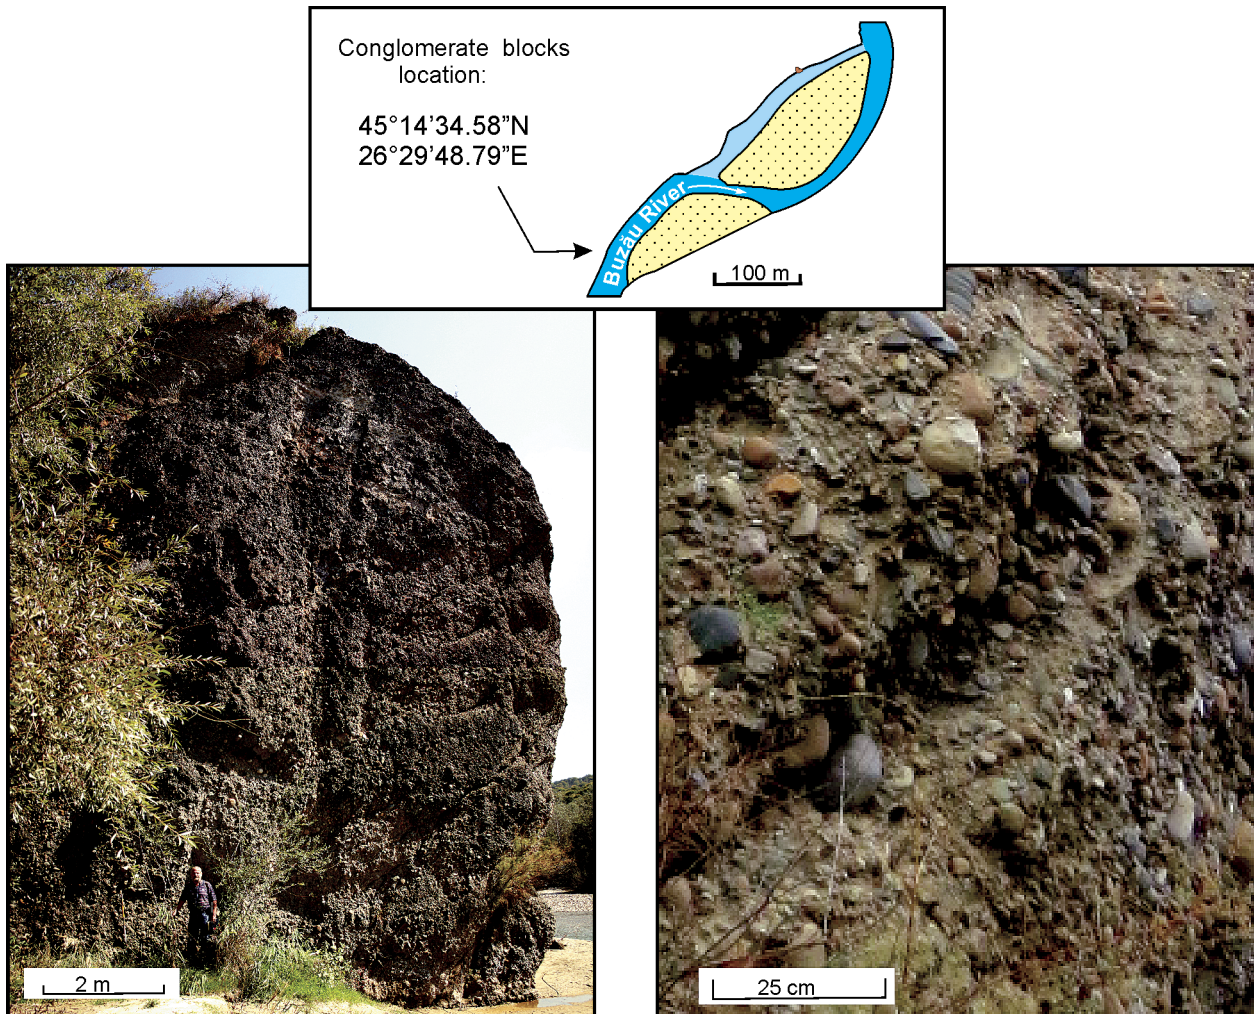 Conglomerate blocks
location:
45°14’34.58”N
26°29’48.79”E
Buzău River
100 m
2 m
25 cm